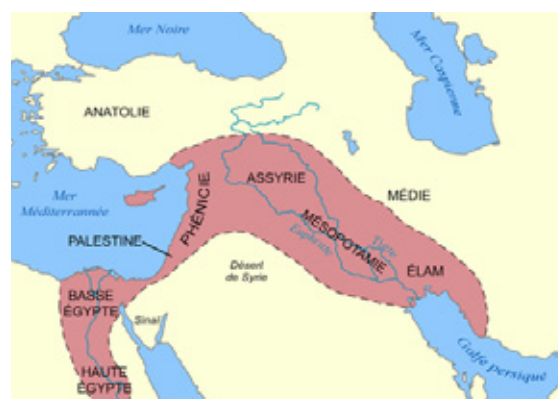 Mer Noire
Mer Caspienne
ANATOLIE
ASSYRIE
MÉDIE
Mer
Méditerrannée
PHÉNICIE
MÉSOPOTAMIE
Tigre
Euphrate
PALESTINE
Désert
de Syrie
ÉLAM
BASSE
ÉGYPTE
Sinaï
Golfe persique
HAUTE
ÉGYPTE